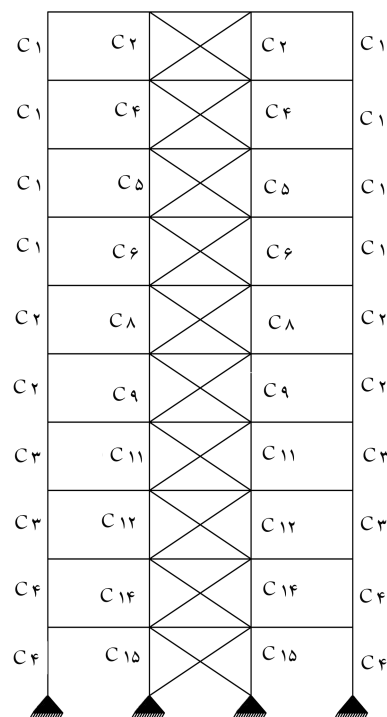 C۱ C۲ C۲ C۱
C۱ C۴ C۴ C۱
C۱ C۵ C۵ C۱
C۱ C۶ C۶ C۱
C۲ C۸ C۸ C۲
C۲ C۹ C۹ C۲
C۳ C۱۱ C۱۱ C۳
C۳ C۱۲ C۱۲ C۳
C۴ C۱۴ C۱۴ C۴
C۴ C۱۵ C۱۵ C۴